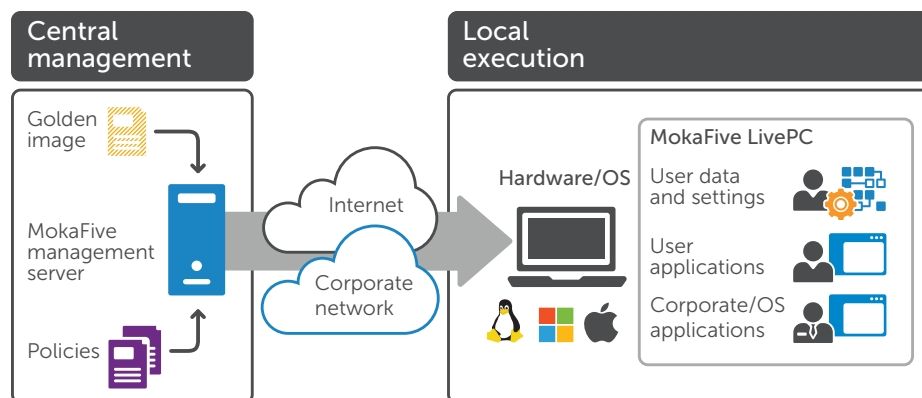 Central
management
Local
execution
Golden
image
MokaFive
management
server
Policies
Internet
Corporate
network
Hardware/OS
MokaFive LivePC
User data
and settings
User
applications
Corporate/OS
applications